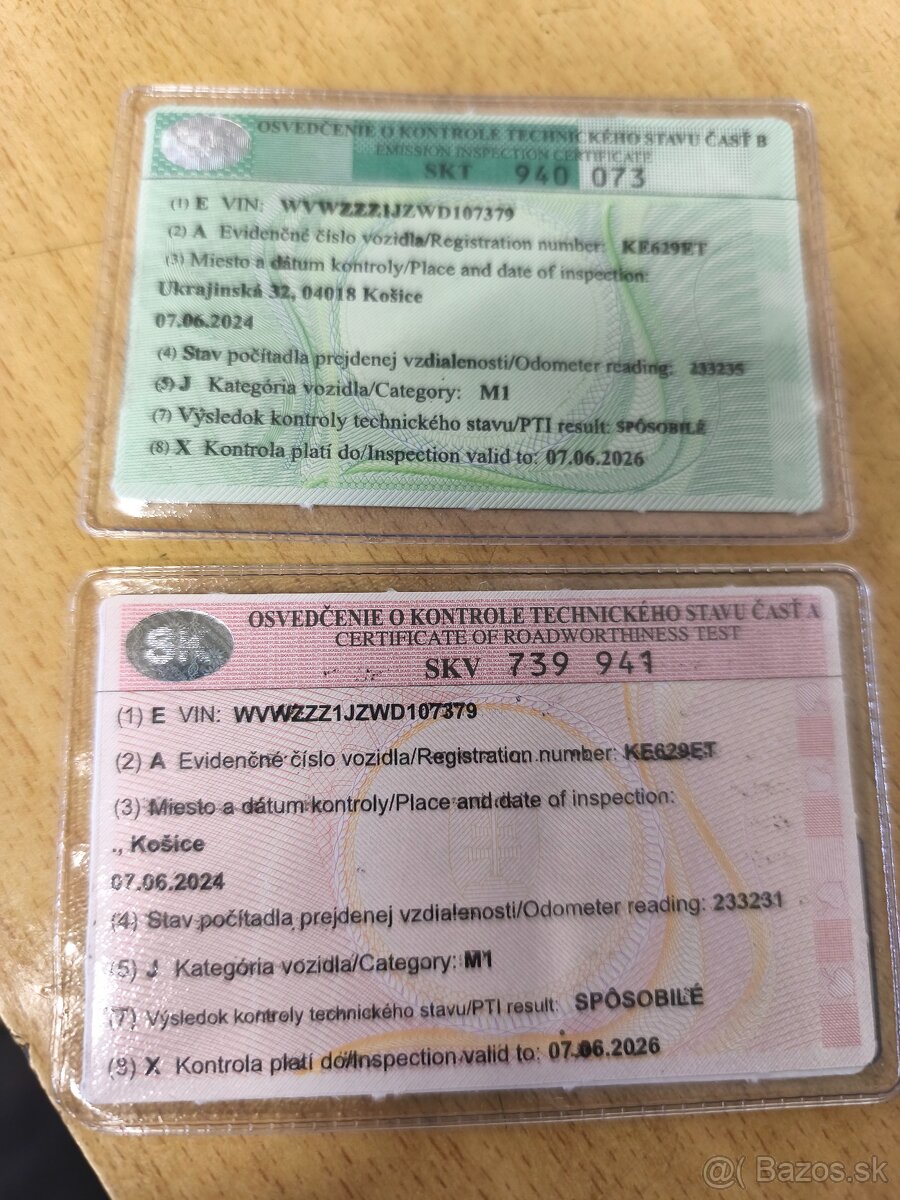 OSVEDČENIE O KONTROLE TECHNICKÉHO STAVU ČASŤ B
EMISSION INSPECTION CERTIFICATE
SKT 940 073
(1) E VIN: WVWZZZ1JZWD107379
(2) A Evidenčné číslo vozidla/Registration number: KE629ET
(3) Miesto a dátum kontroly/Place and date of inspection:
Ukrajinská 32, 04018 Košice
07.06.2024
(4) Stav počítadla prejdenej vzdialenosti/Odometer reading: 233235
(5) J Kategória vozidla/Category: M1
(7) Výsledok kontroly technického stavu/PTI result: SPÔSOBILÉ
(8) X Kontrola platí do/Inspection valid to: 07.06.2026
OSVEDČENIE O KONTROLE TECHNICKÉHO STAVU ČASŤ A
CERTIFICATE OF ROADWORTHINESS TEST
SKV 739 941
(1) E VIN: WVWZZZ1JZWD107379
(2) A Evidenčné číslo vozidla/Registration number: KE629ET
(3) Miesto a dátum kontroly/Place and date of inspection:
., Košice
07.06.2024
(4) Stav počítadla prejdenej vzdialenosti/Odometer reading: 233231
(5) J Kategória vozidla/Category: M1
(7) Výsledok kontroly technického stavu/PTI result: SPÔSOBILÉ
(8) X Kontrola platí do/Inspection valid to: 07.06.2026
@( Bazos.sk